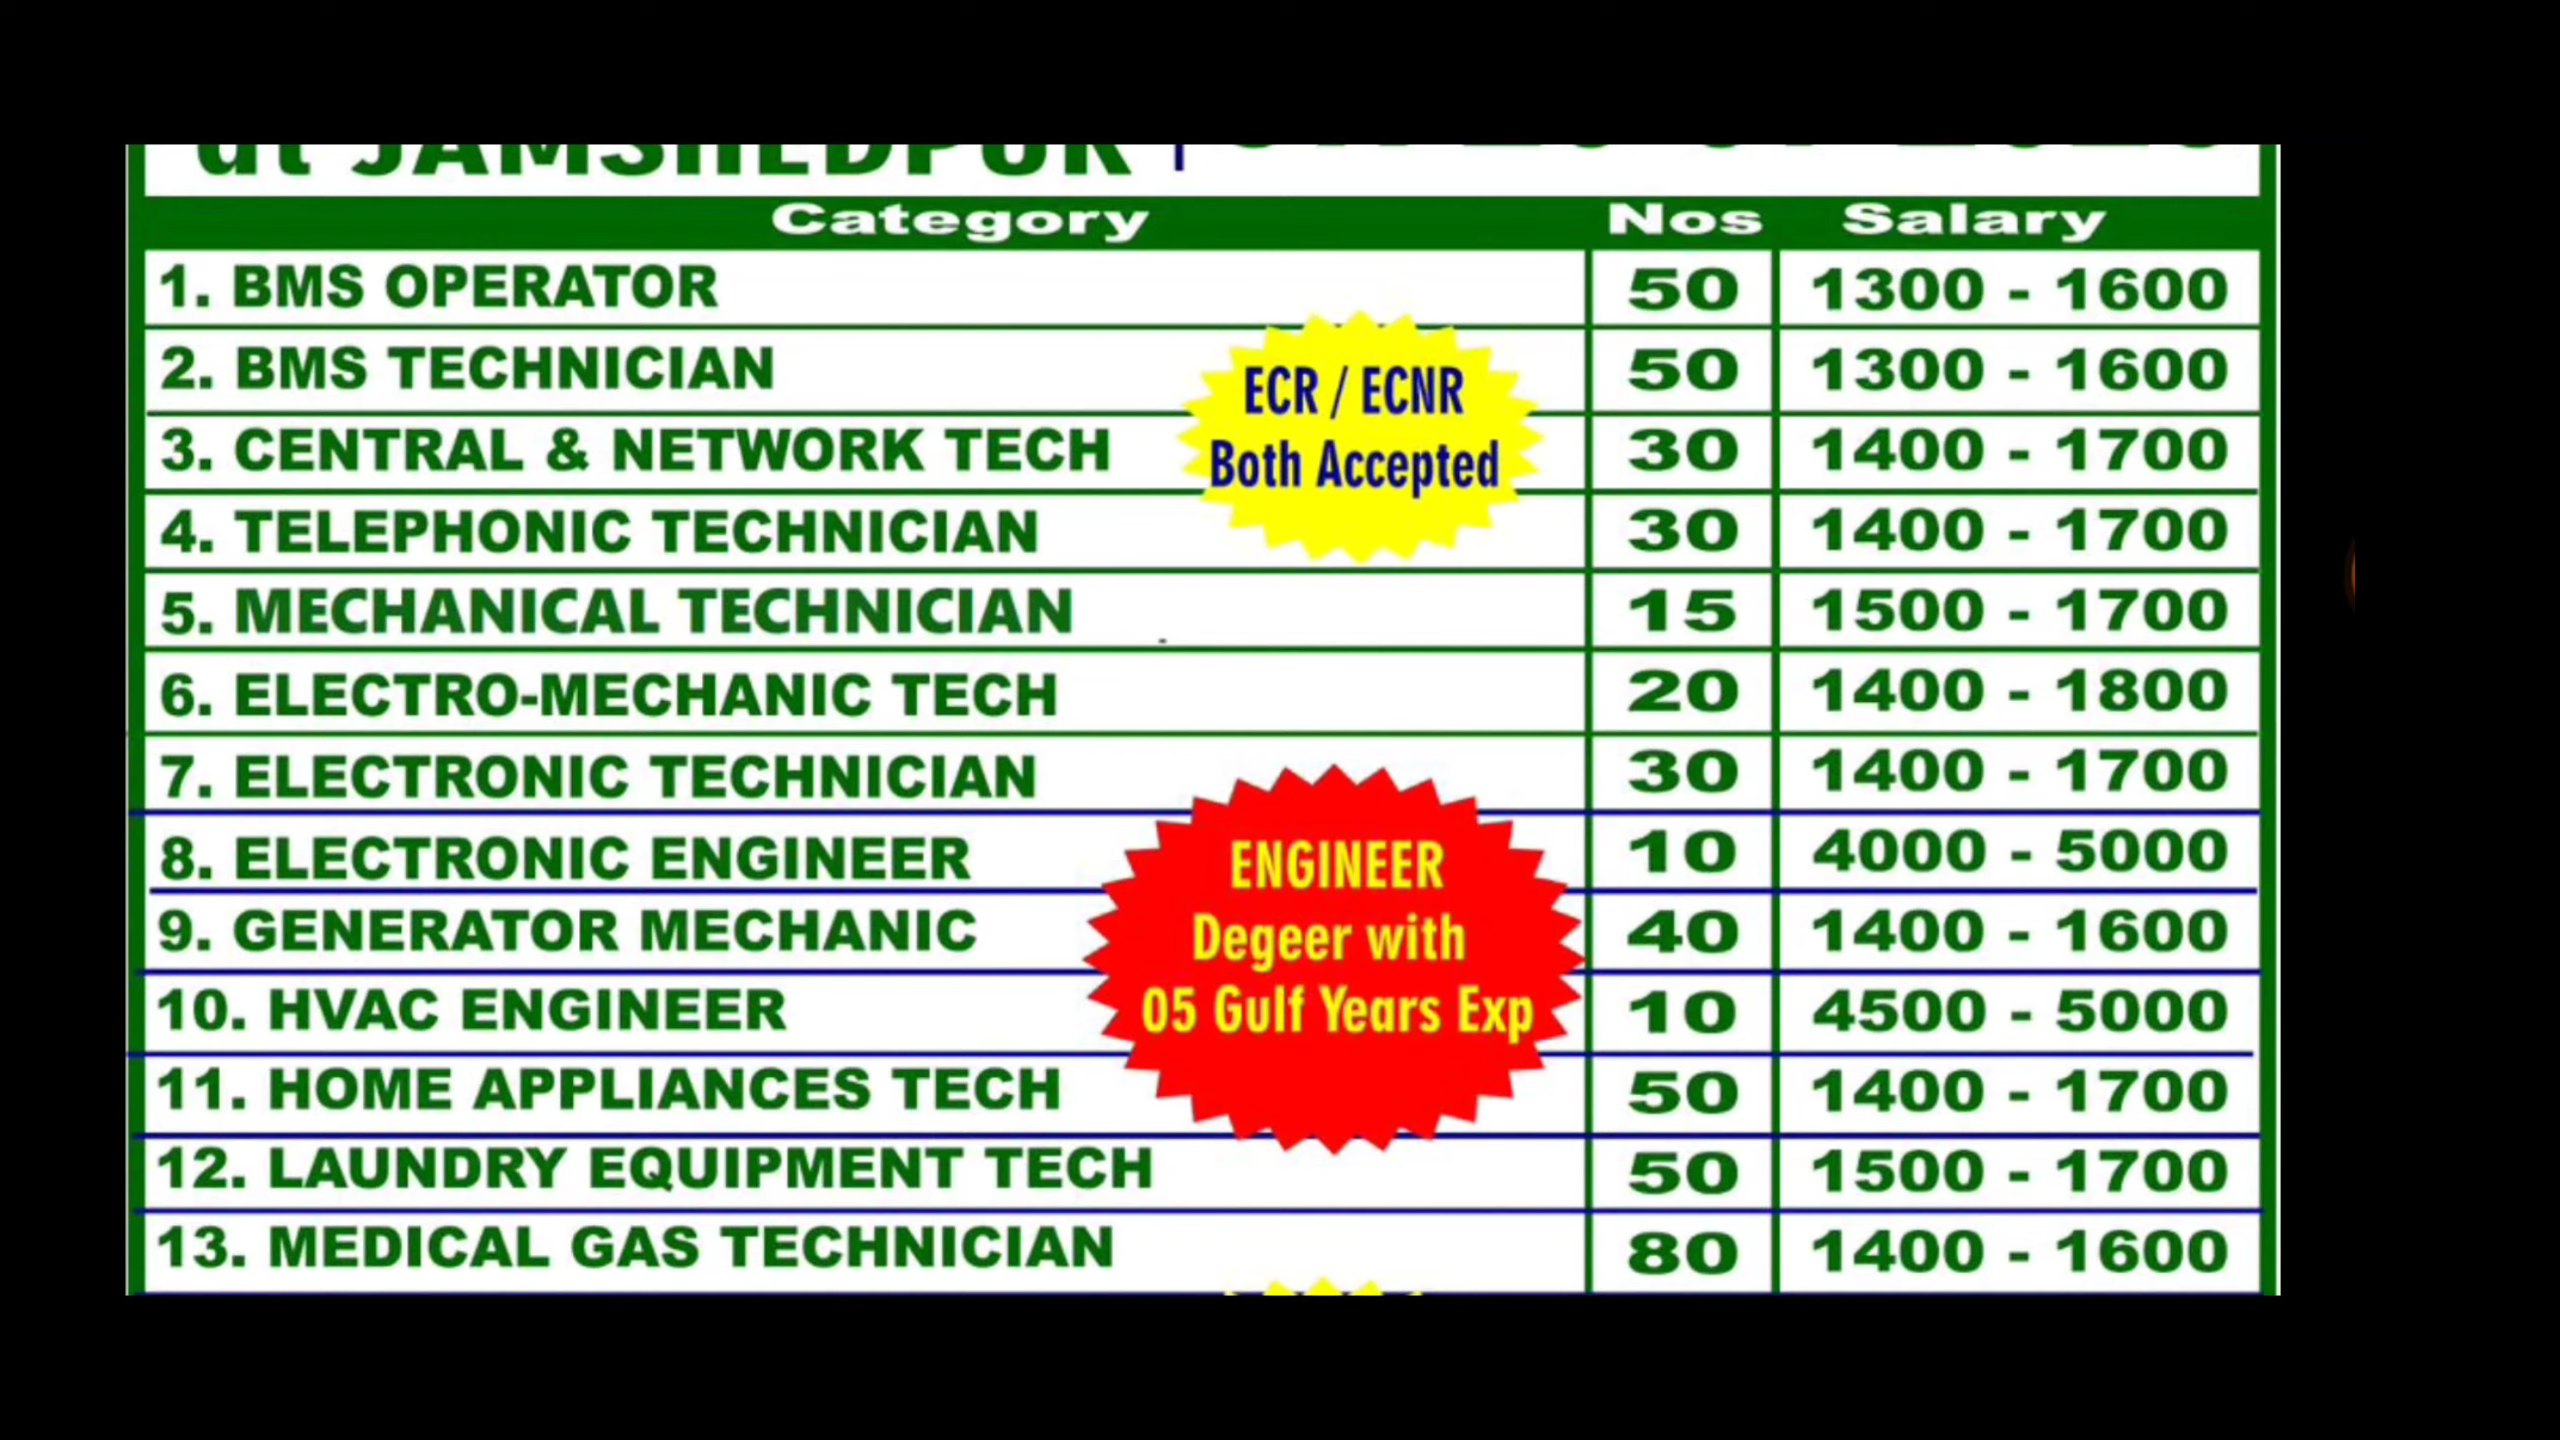 at JAMSHEDPUR
Category Nos Salary
1. BMS OPERATOR 50 1300 - 1600
2. BMS TECHNICIAN 50 1300 - 1600
ECR / ECNR
Both Accepted
3. CENTRAL & NETWORK TECH 30 1400 - 1700
4. TELEPHONIC TECHNICIAN 30 1400 - 1700
5. MECHANICAL TECHNICIAN 15 1500 - 1700
6. ELECTRO-MECHANIC TECH 20 1400 - 1800
7. ELECTRONIC TECHNICIAN 30 1400 - 1700
8. ELECTRONIC ENGINEER 10 4000 - 5000
ENGINEER
Degeer with
05 Gulf Years Exp
9. GENERATOR MECHANIC 40 1400 - 1600
10. HVAC ENGINEER 10 4500 - 5000
11. HOME APPLIANCES TECH 50 1400 - 1700
12. LAUNDRY EQUIPMENT TECH 50 1500 - 1700
13. MEDICAL GAS TECHNICIAN 80 1400 - 1600